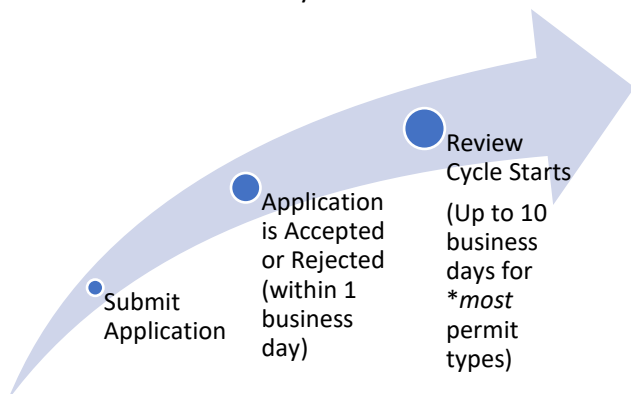 Submit
Application
Application
is Accepted
or Rejected
(within 1
business
day)
Review
Cycle Starts
(Up to 10
business
days for
*most
permit
types)